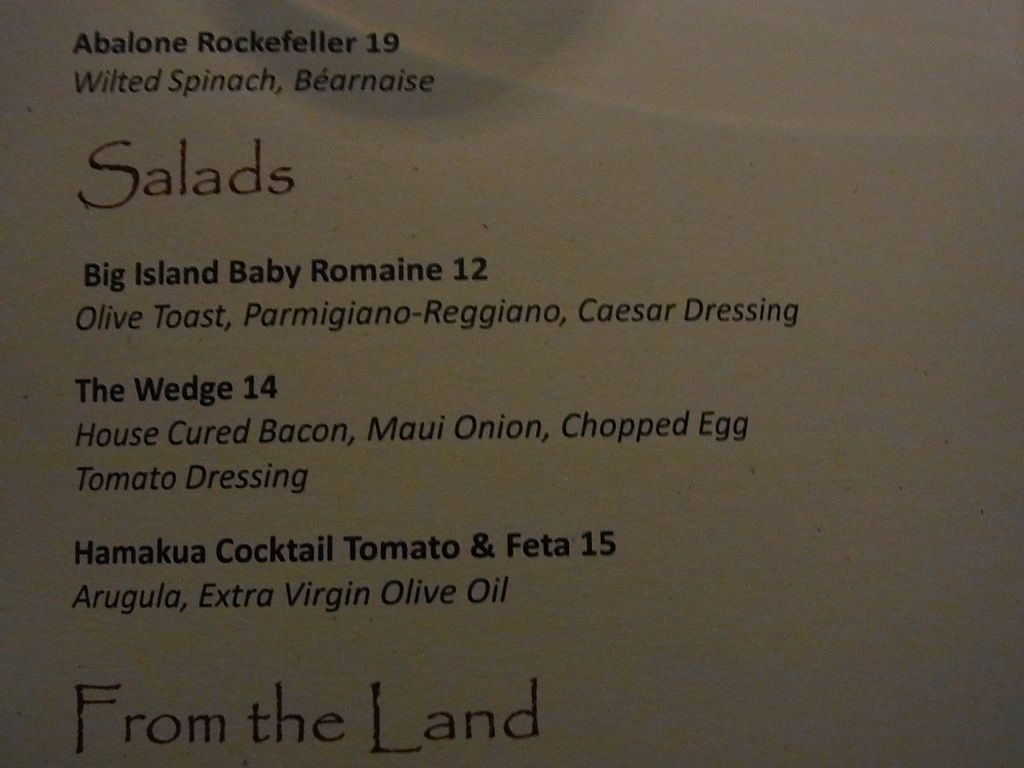 Abalone Rockefeller 19
Wilted Spinach, Béarnaise
Salads
Big Island Baby Romaine 12
Olive Toast, Parmigiano-Reggiano, Caesar Dressing
The Wedge 14
House Cured Bacon, Maui Onion, Chopped Egg
Tomato Dressing
Hamakua Cocktail Tomato & Feta 15
Arugula, Extra Virgin Olive Oil
From the Land